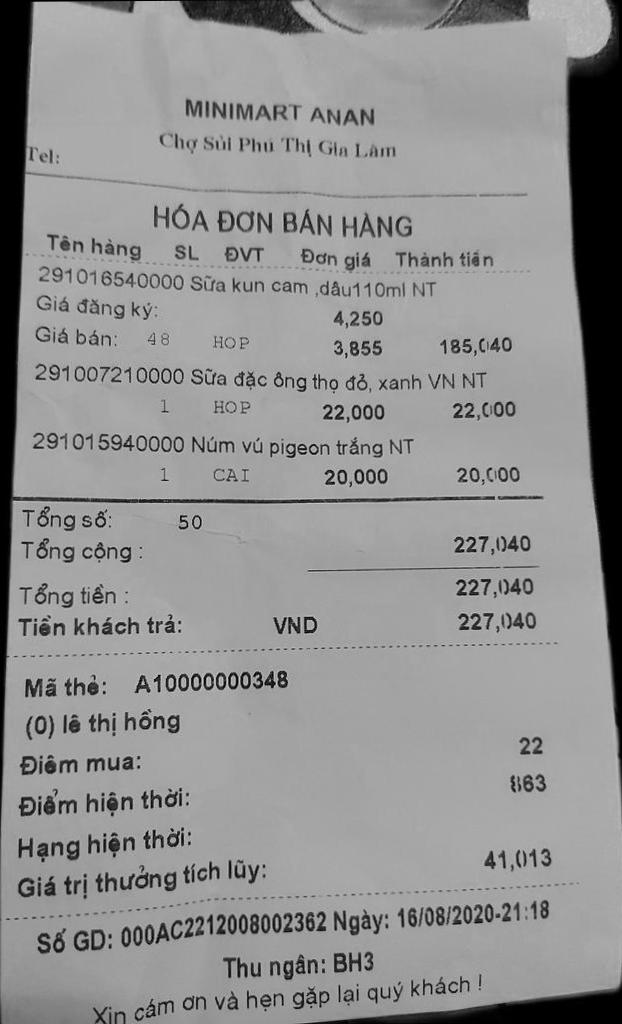 MINIMART ANAN
Chợ Sủi Phú Thị Gia Lâm
Tel:
HÓA ĐƠN BÁN HÀNG
Tên hàng SL ĐVT Đơn giá Thành tiền
291016540000 Sữa kun cam ,dâu110ml NT
Giá đăng ký: 4,250
Giá bán: 48 HOP 3,855 185,040
291007210000 Sữa đặc ông thọ đỏ, xanh VN NT
1 HOP 22,000 22,000
291015940000 Núm vú pigeon trắng NT
1 CAI 20,000 20,000
Tổng số: 50
Tổng cộng : 227,040
Tổng tiền : 227,040
Tiền khách trả: VND 227,040
Mã thẻ: A10000000348
(0) lê thị hồng
Điểm mua: 22
Điểm hiện thời: 863
Hạng hiện thời:
Giá trị thưởng tích lũy: 41,013
Số GD: 000AC2212008002362 Ngày: 16/08/2020-21:18
Thu ngân: BH3
Xin cám ơn và hẹn gặp lại quý khách !